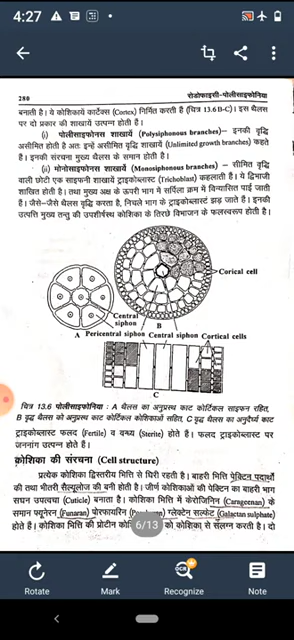 4:27
280
रोडोफाइसी-पोलीसाइफोनिया
बनाती है। ये कोशिकायें कार्टेक्स (Cortex) निर्मित करती है (चित्र 13.6 B-C)। इस थैलस
पर दो प्रकार की शाखायें उत्पन्न होती है।
(i) पोलीसाइफोनस शाखायें (Polysiphonous branches)– इनकी वृद्धि
असीमित होती है अतः इन्हें असीमित वृद्धि शाखायें (Unlimited growth branches) कहते
है। इनकी संरचना मुख्य थैलस के समान होती है।
(ii) मोनोसाइफोनस शाखायें (Monosiphonous branches) – सीमित वृद्धि
वाली छोटी एक साइफनी शाखायें ट्राइकोब्लास्ट (Trichoblast) कहलाती है। ये द्विभाजी
शाखित होती है। तथा मुख्य अक्ष के ऊपरी भाग में सर्पिला क्रम में विन्यासित पाई जाती
है। जैसे–जैसे थैलस वृद्धि करता है, निचले भाग के ट्राइकोब्लास्ट झड़ जाते है। इनकी
उत्पत्ति मुख्य तन्तु की उपशीर्षस्थ कोशिका के तिरछे विभाजन के फलस्वरूप होती है।
Corical cell
Central
siphon
A
B
Pericentral siphon
Central siphon
Cortical cells
C
चित्र 13.6 पोलीसाइफोनिया : A थैलस का अनुप्रस्थ काट कोर्टिकल साइफन रहित,
B वृद्ध थैलस को अनुप्रस्थ काट कोर्टिकल कोशिकाओं सहित, C वृद्ध थैलस का अनुदैर्ध्य काट
ट्राइकोब्लास्ट फलद (Fertile) व वन्ध्य (Sterite) होते है। फलद ट्राइकोब्लास्ट पर
जननांग उत्पन्न होते है।
कोशिका की संरचना (Cell structure)
प्रत्येक कोशिका द्विस्तरीय भित्ति से घिरी रहती है। बाहरी भित्ति पेक्टिन पदार्थों
की तथा भीतरी सैल्यूलोज की बनी होती है। जीर्ण कोशिकाओं की पेक्टिन का बाहरी भाग
सघन उपत्वचा (Cuticle) बनाता है। कोशिका भित्ति में केरोजिनिन (Carageenan) के
समान फ्यूनेरन (Funaran) पोरफायरिन ग्लेक्टेन सल्फेट (Galactan sulphate)
होते है। कोशिका भित्ति की प्रोटीन को कोशिका से संलग्न करती है। दो
6/13
Rotate
Mark
OCR
Recognize
Note